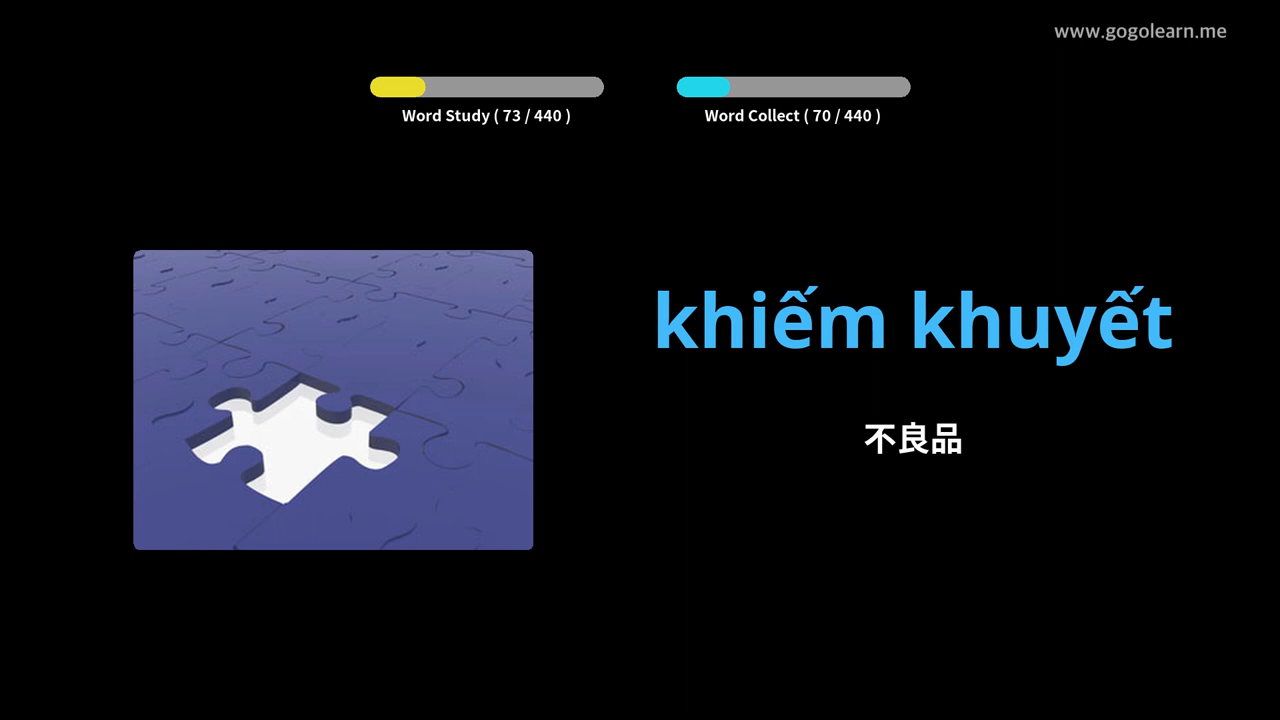 www.gogolearn.me
Word Study ( 73 / 440 )
Word Collect ( 70 / 440 )
khiếm khuyết
不良品